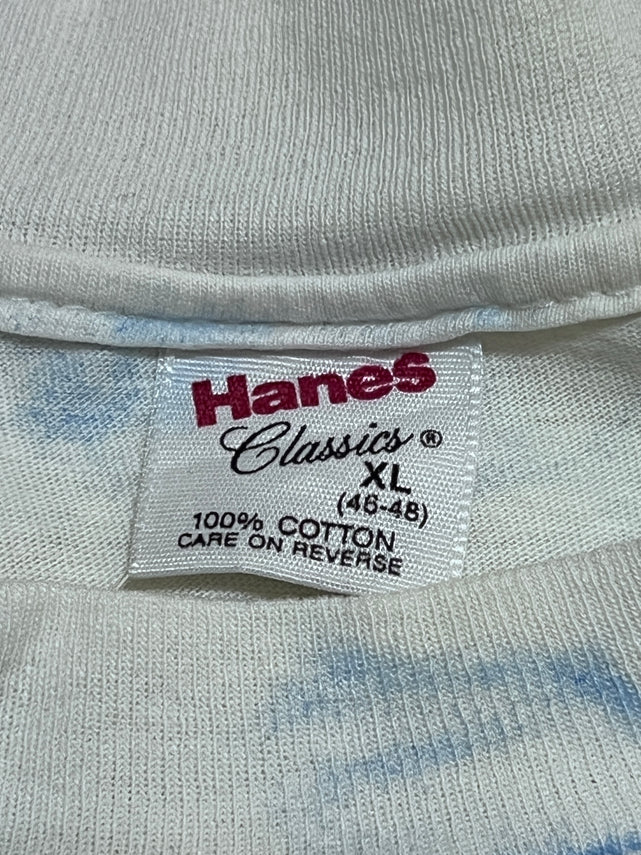 Hanes
Classics®
XL
(46-48)
100% COTTON
CARE ON REVERSE